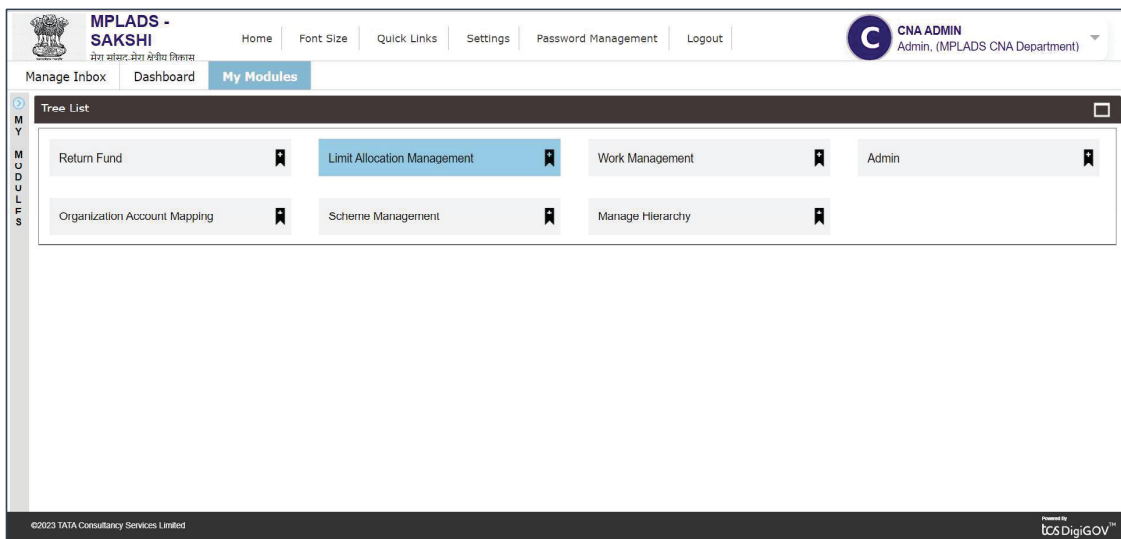 MPLADS -
SAKSHI
मेरा सांसद-मेरा क्षेत्रीय विकास
Home Font Size Quick Links Settings Password Management Logout
C
CNA ADMIN
Admin, (MPLADS CNA Department)
Manage Inbox Dashboard My Modules
MY MODULES
Tree List
Return Fund Limit Allocation Management Work Management Admin
Organization Account Mapping Scheme Management Manage Hierarchy
©2023 TATA Consultancy Services Limited
Powered By
tcs DigiGOV™